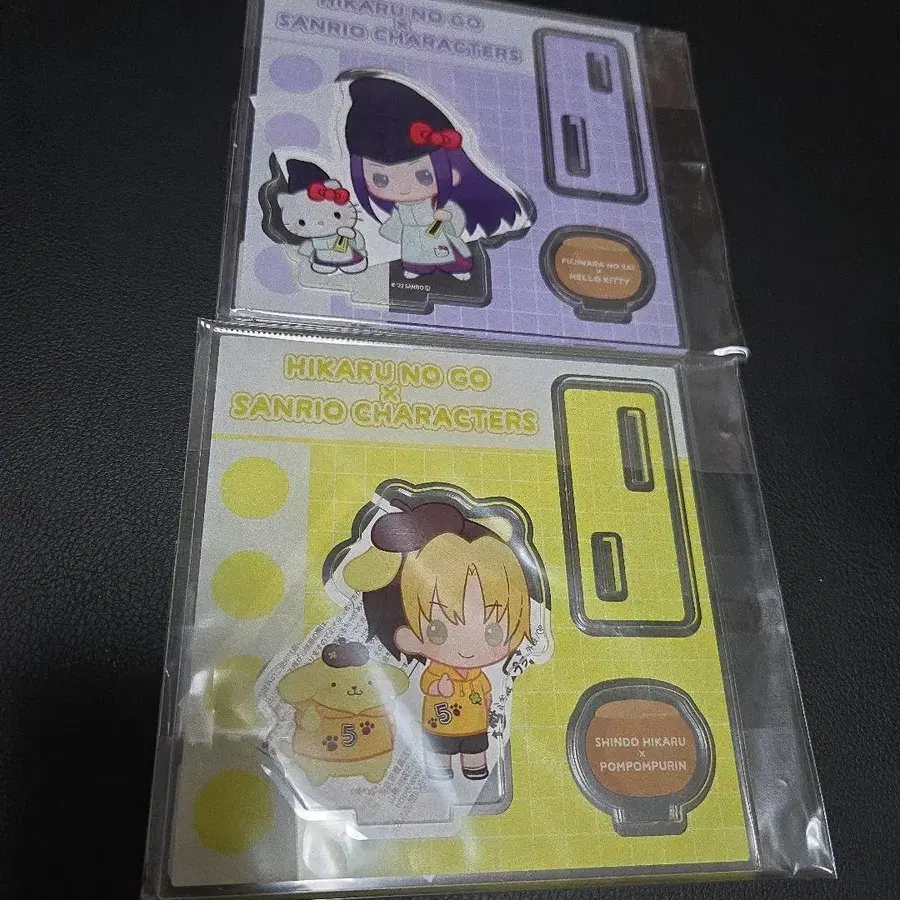 HIKARU NO GO
×
SANRIO CHARACTERS
FUJIWARA NO SAI
×
HELLO KITTY
HIKARU NO GO
×
SANRIO CHARACTERS
5
5
SHINDO HIKARU
×
POMPOMPURIN